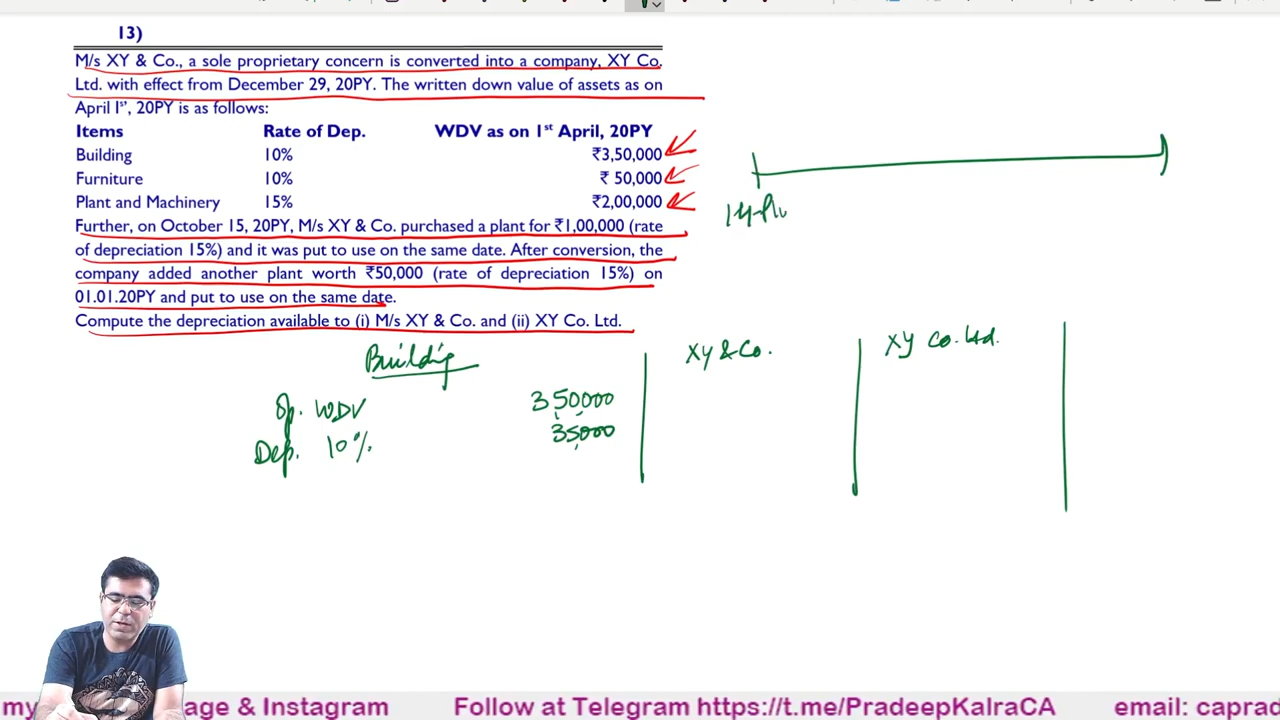 13)
M/s XY & Co., a sole proprietary concern is converted into a company, XY Co.
Ltd. with effect from December 29, 20PY. The written down value of assets as on
April 1st, 20PY is as follows:
Items Rate of Dep. WDV as on 1st April, 20PY
Building 10% ₹3,50,000
Furniture 10% ₹ 50,000
Plant and Machinery 15% ₹2,00,000
Further, on October 15, 20PY, M/s XY & Co. purchased a plant for ₹1,00,000 (rate
of depreciation 15%) and it was put to use on the same date. After conversion, the
company added another plant worth ₹50,000 (rate of depreciation 15%) on
01.01.20PY and put to use on the same date.
Compute the depreciation available to (i) M/s XY & Co. and (ii) XY Co. Ltd.
Building XY & Co. XY Co. Ltd.
Op. WDV 350000
Dep. 10% 35000
my age & Instagram Follow at Telegram https://t.me/PradeepKalraCA email: caprad